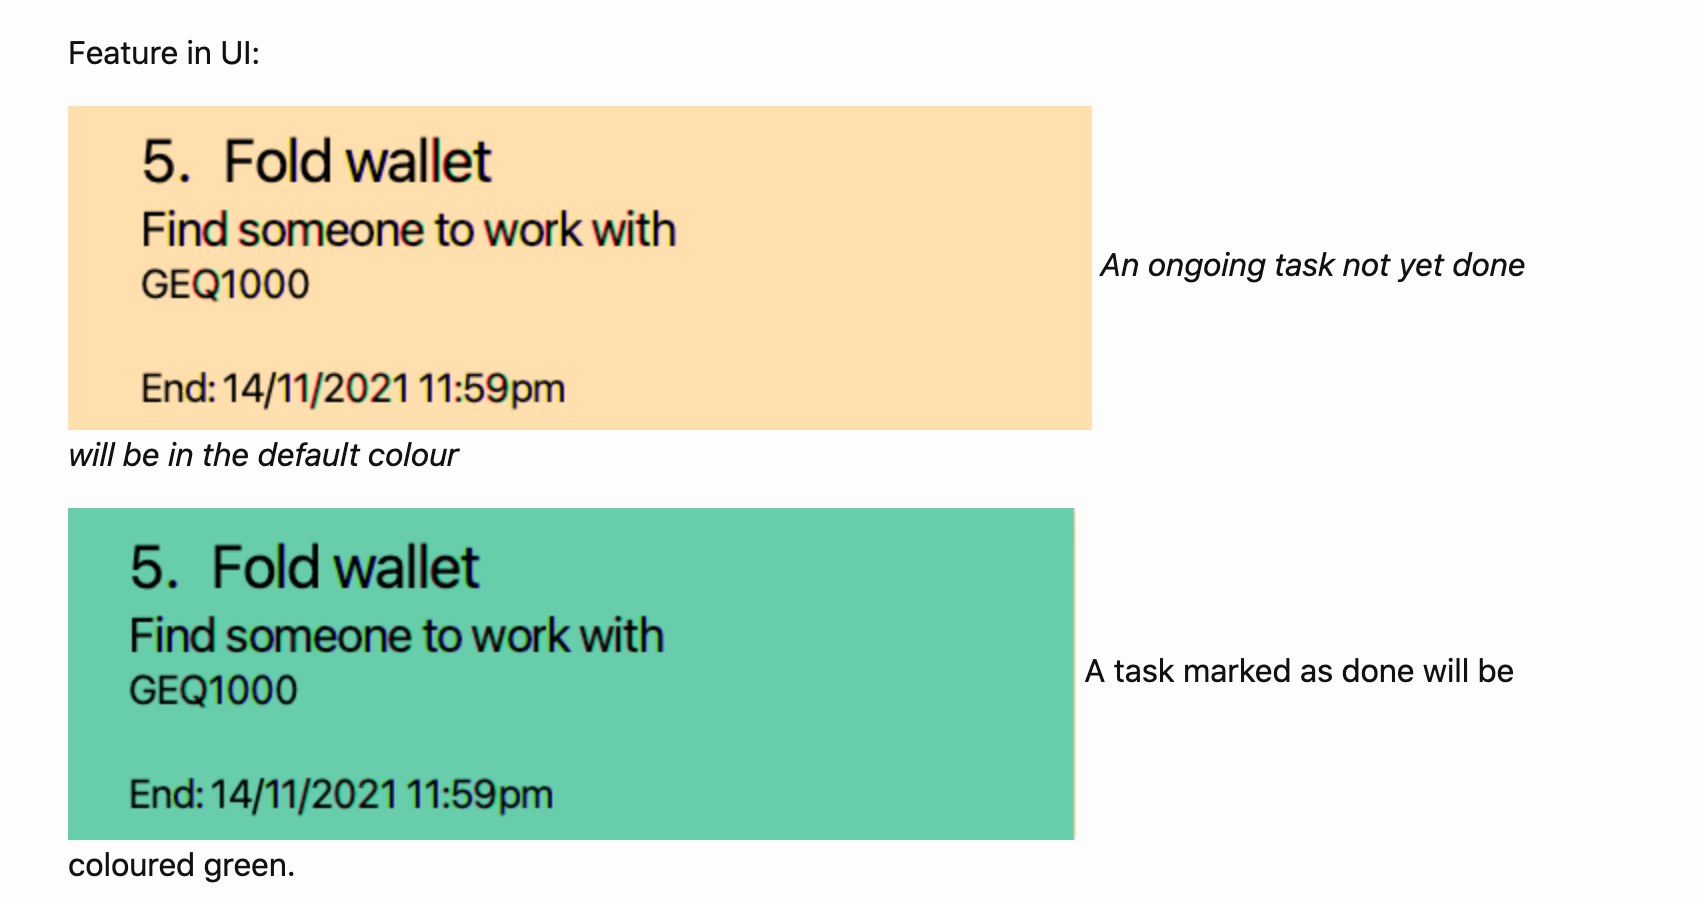 Feature in UI:
5. Fold wallet
Find someone to work with
GEQ1000
End: 14/11/2021 11:59pm
An ongoing task not yet done
will be in the default colour
5. Fold wallet
Find someone to work with
GEQ1000
End: 14/11/2021 11:59pm
A task marked as done will be
coloured green.